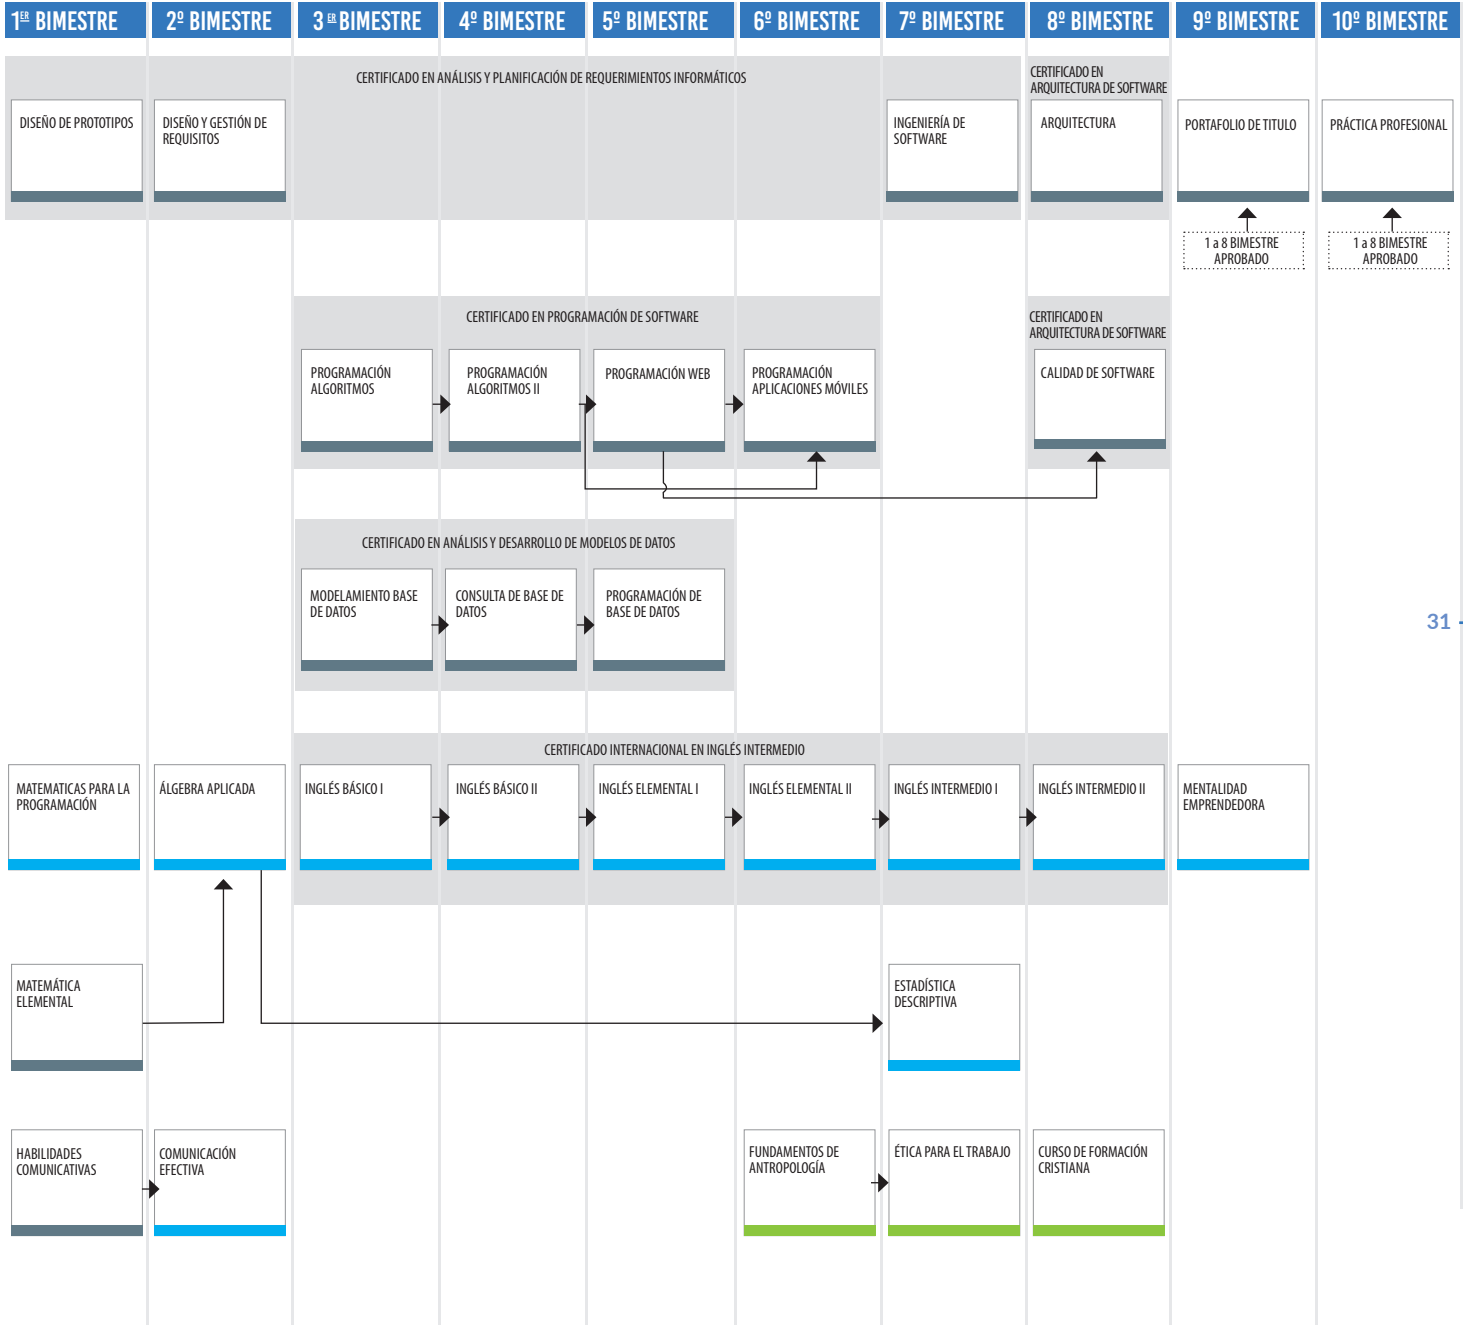 1ER BIMESTRE
2º BIMESTRE
3 ER BIMESTRE
4º BIMESTRE
5º BIMESTRE
6º BIMESTRE
7º BIMESTRE
8º BIMESTRE
9º BIMESTRE
10º BIMESTRE
CERTIFICADO EN ANÁLISIS Y PLANIFICACIÓN DE REQUERIMIENTOS INFORMÁTICOS
CERTIFICADO EN
ARQUITECTURA DE SOFTWARE
DISEÑO DE PROTOTIPOS
DISEÑO Y GESTIÓN DE
REQUISITOS
INGENIERÍA DE
SOFTWARE
ARQUITECTURA
PORTAFOLIO DE TITULO
PRÁCTICA PROFESIONAL
1 a 8 BIMESTRE
APROBADO
1 a 8 BIMESTRE
APROBADO
CERTIFICADO EN PROGRAMACIÓN DE SOFTWARE
CERTIFICADO EN
ARQUITECTURA DE SOFTWARE
PROGRAMACIÓN
ALGORITMOS
PROGRAMACIÓN
ALGORITMOS II
PROGRAMACIÓN WEB
PROGRAMACIÓN
APLICACIONES MÓVILES
CALIDAD DE SOFTWARE
CERTIFICADO EN ANÁLISIS Y DESARROLLO DE MODELOS DE DATOS
MODELAMIENTO BASE
DE DATOS
CONSULTA DE BASE DE
DATOS
PROGRAMACIÓN DE
BASE DE DATOS
31
CERTIFICADO INTERNACIONAL EN INGLÉS INTERMEDIO
MATEMATICAS PARA LA
PROGRAMACIÓN
ÁLGEBRA APLICADA
INGLÉS BÁSICO I
INGLÉS BÁSICO II
INGLÉS ELEMENTAL I
INGLÉS ELEMENTAL II
INGLÉS INTERMEDIO I
INGLÉS INTERMEDIO II
MENTALIDAD
EMPRENDEDORA
MATEMÁTICA
ELEMENTAL
ESTADÍSTICA
DESCRIPTIVA
HABILIDADES
COMUNICATIVAS
COMUNICACIÓN
EFECTIVA
FUNDAMENTOS DE
ANTROPOLOGÍA
ÉTICA PARA EL TRABAJO
CURSO DE FORMACIÓN
CRISTIANA